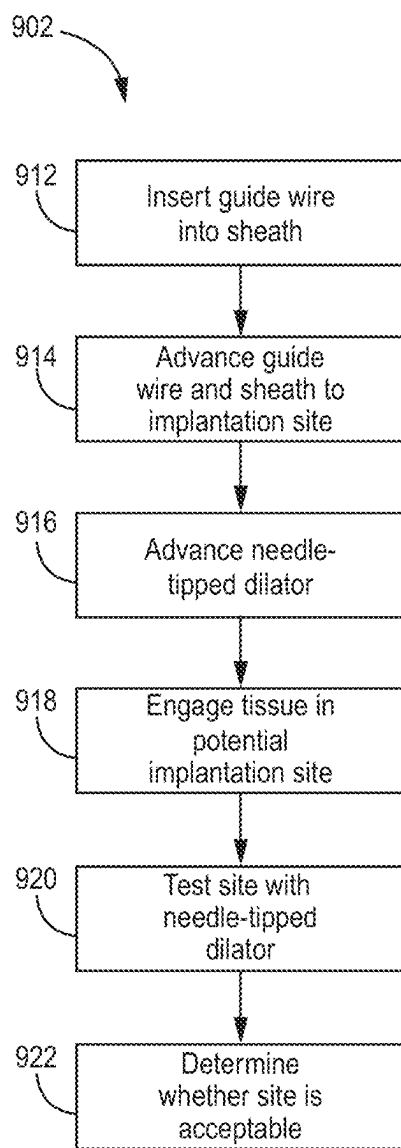 902
912
Insert guide wire
into sheath
914
Advance guide
wire and sheath to
implantation site
916
Advance needle-
tipped dilator
918
Engage tissue in
potential
implantation site
920
Test site with
needle-tipped
dilator
922
Determine
whether site is
acceptable